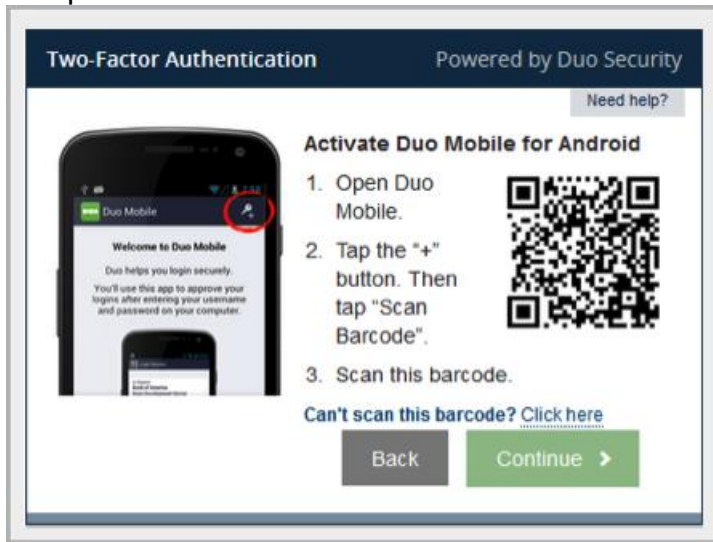 Two-Factor Authentication
Powered by Duo Security
Need help?
Duo Mobile
Welcome to Duo Mobile
Duo helps you login securely.
You'll use this app to approve your
logins after entering your username
and password on your computer.
Activate Duo Mobile for Android
1. Open Duo
Mobile.
2. Tap the "+"
button. Then
tap "Scan
Barcode".
3. Scan this barcode.
Can't scan this barcode? Click here
Back
Continue